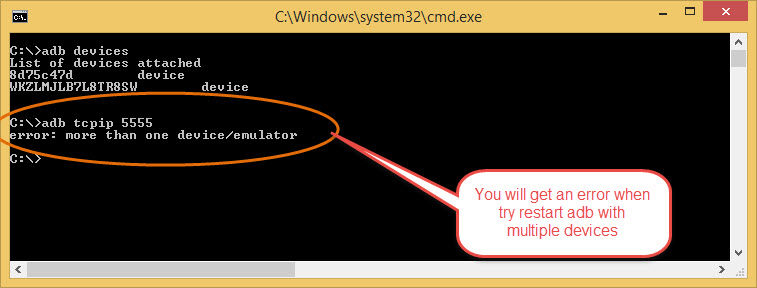 C:\Windows\system32\cmd.exe
C:\>adb devices
List of devices attached
8d75c47d        device
WKZLMJLB7L8TR8SW        device
C:\>adb tcpip 5555
error: more than one device/emulator
C:\>
You will get an error when
try restart adb with
multiple devices